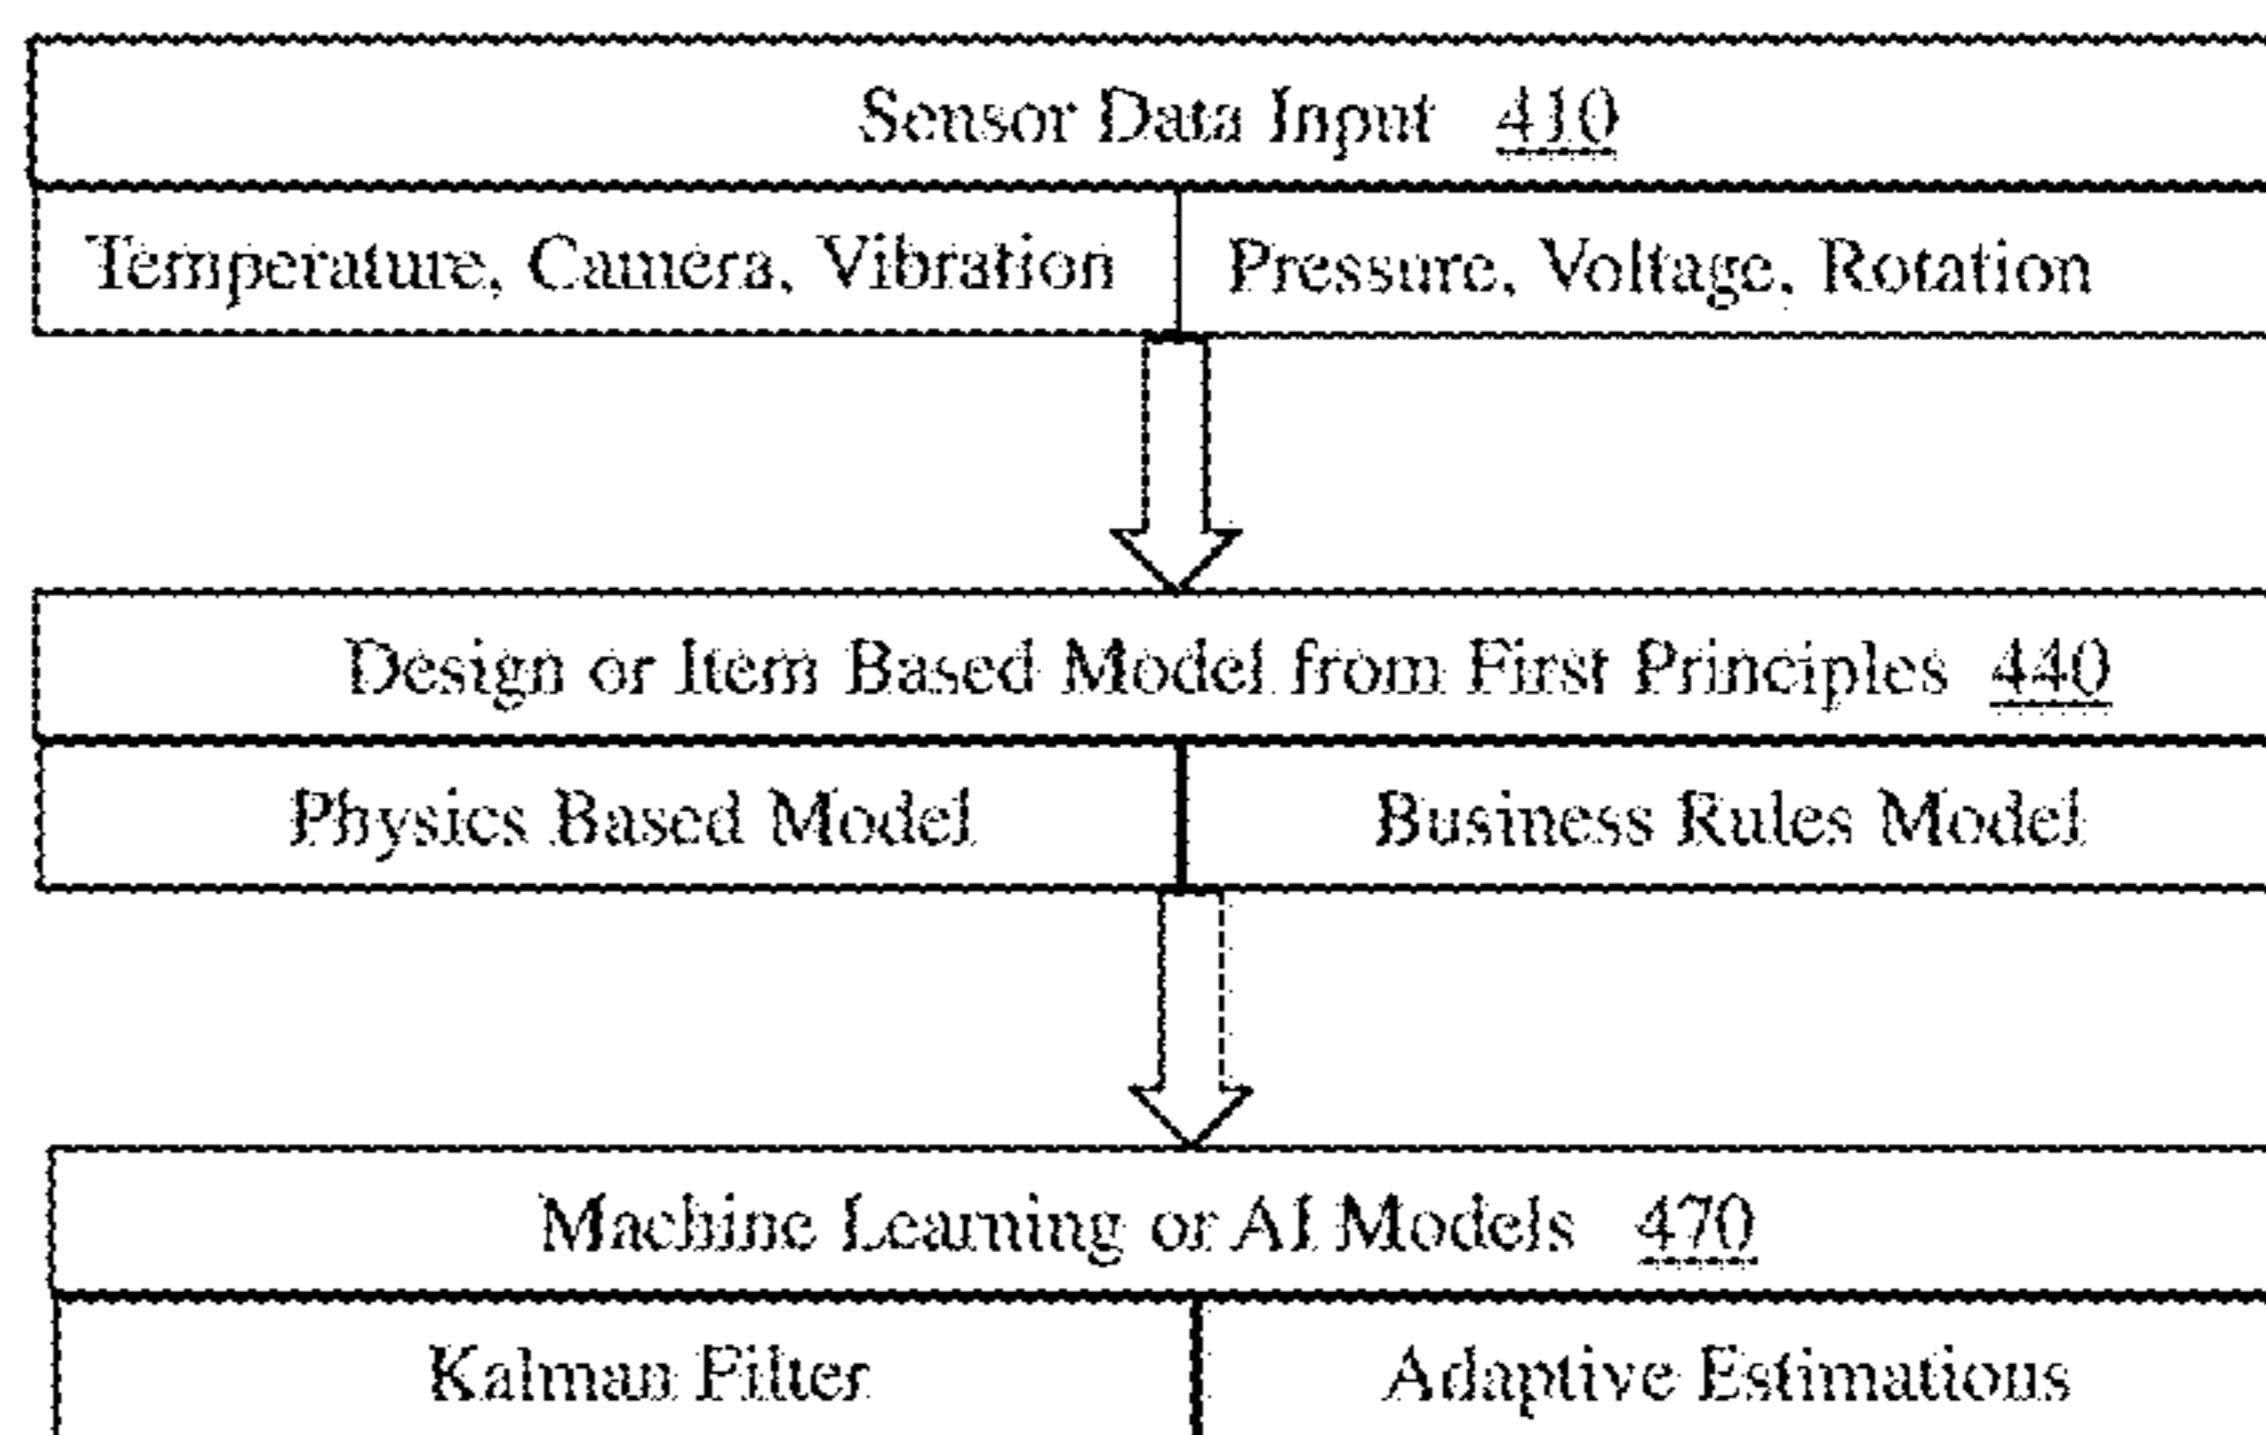 Sensor Data Input 410
Temperature, Camera, Vibration
Pressure, Voltage, Rotation
Design or Item Based Model from First Principles 440
Physics Based Model
Business Rules Model
Machine Learning or AI Models 470
Kalman Filter
Adaptive Estimations